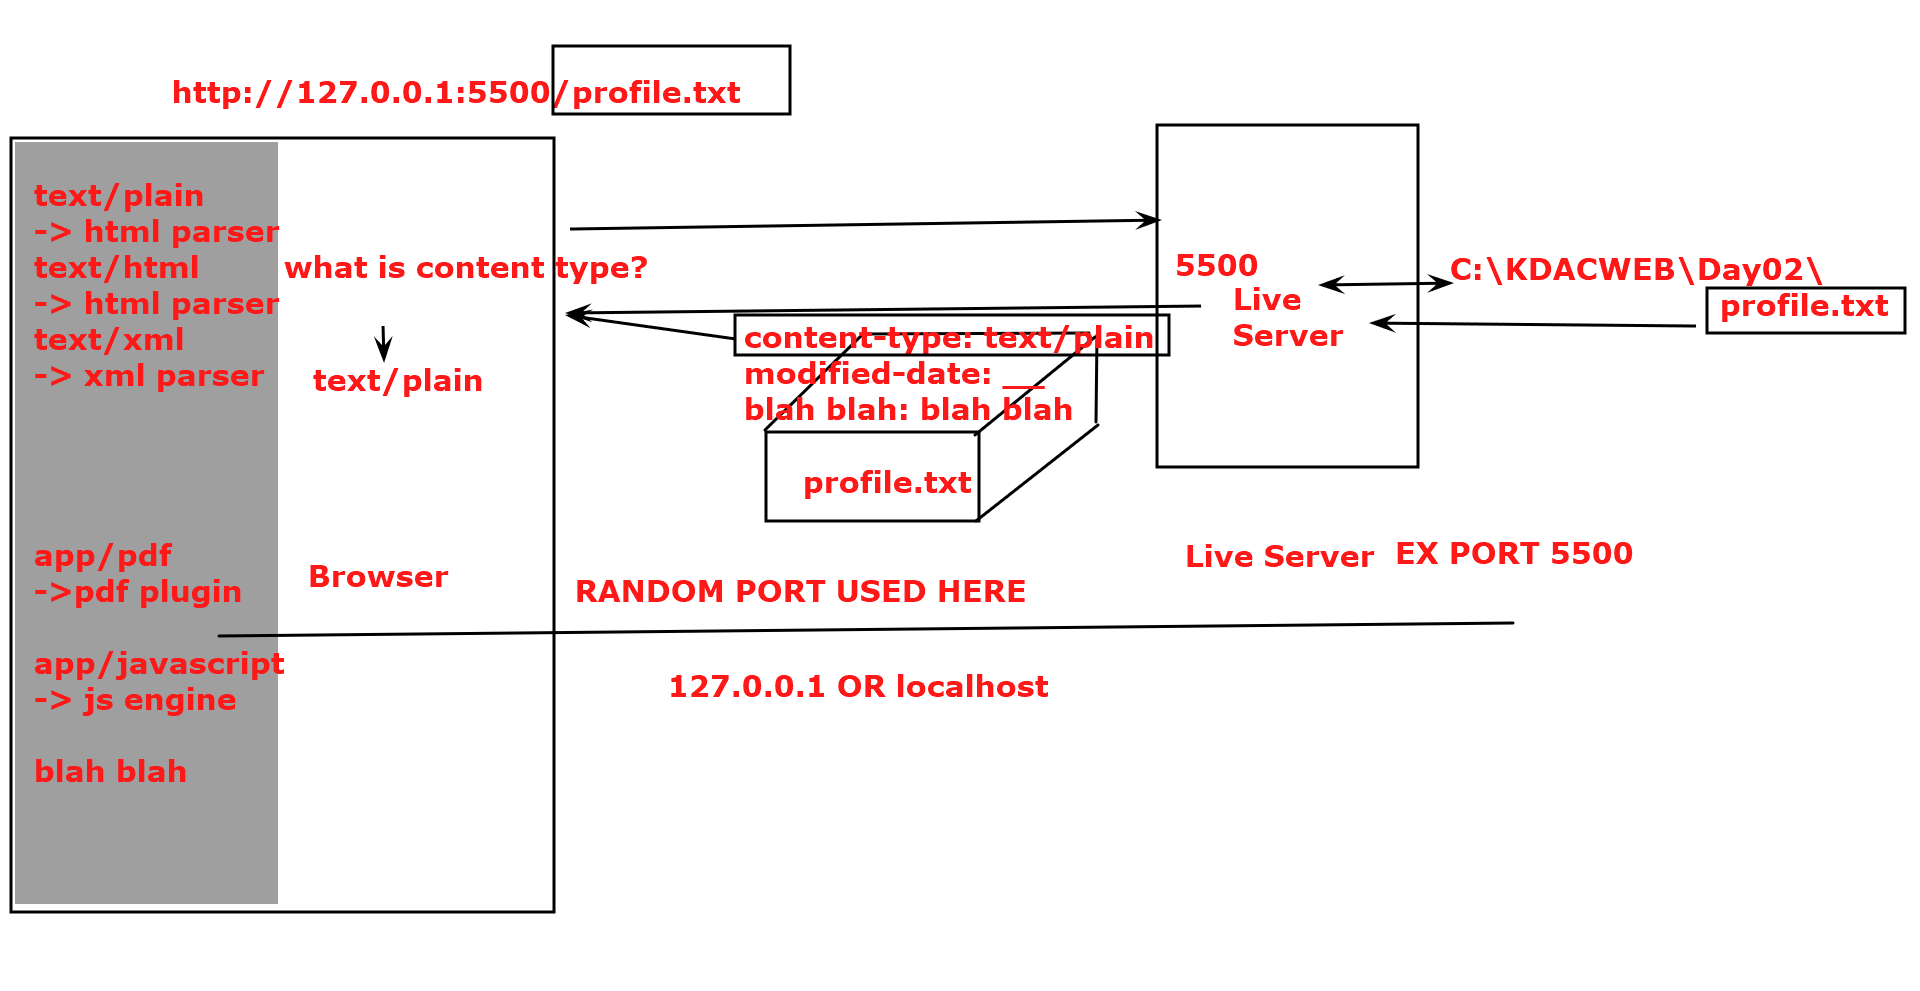 http://127.0.0.1:5500/profile.txt
text/plain
-> html parser
text/html
-> html parser
text/xml
-> xml parser
app/pdf
->pdf plugin
app/javascript
-> js engine
blah blah
what is content type?
text/plain
Browser
content-type: text/plain
modified-date: ___
blah blah: blah blah
profile.txt
5500
Live
Server
C:\KDACWEB\Day02\
profile.txt
Live Server
EX PORT 5500
RANDOM PORT USED HERE
127.0.0.1 OR localhost